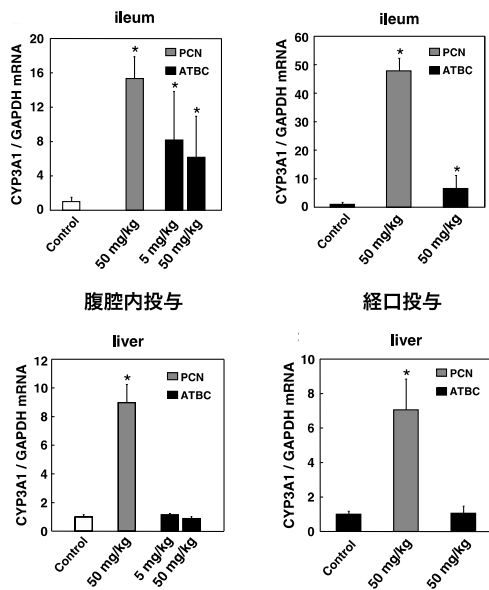 ileum
CYP3A1 / GAPDH mRNA
20
16
12
8
4
0
PCN
ATBC
*
*
*
Control
50 mg/kg
5 mg/kg
50 mg/kg
ileum
CYP3A1 / GAPDH mRNA
60
50
40
30
20
10
0
PCN
ATBC
*
*
Control
50 mg/kg
50 mg/kg
腹腔内投与
経口投与
liver
CYP3A1 / GAPDH mRNA
12
10
8
6
4
2
0
PCN
ATBC
*
Control
50 mg/kg
5 mg/kg
50 mg/kg
liver
CYP3A1 / GAPDH mRNA
10
8
6
4
2
0
PCN
ATBC
*
Control
50 mg/kg
50 mg/kg